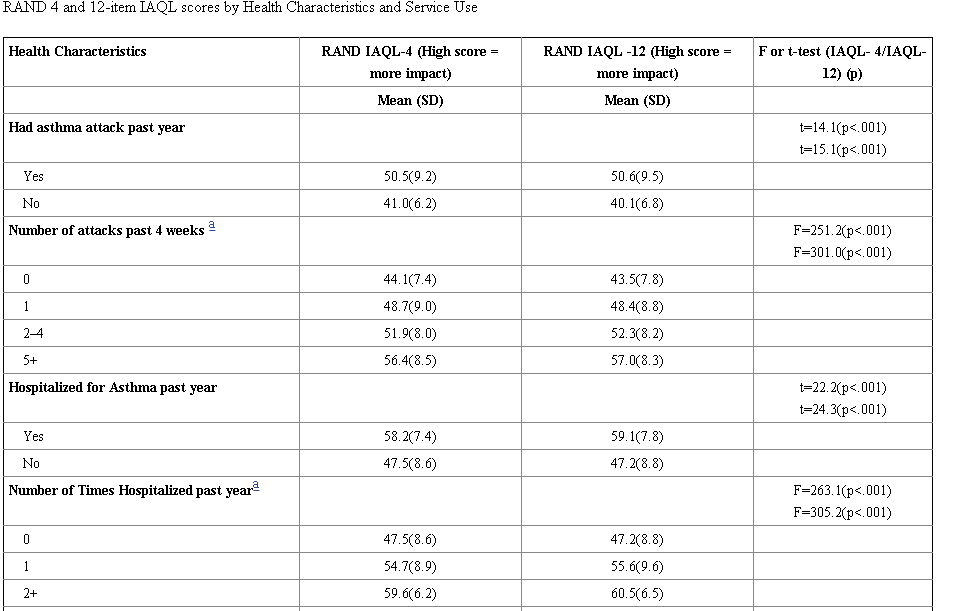 RAND 4 and 12-item IAQL scores by Health Characteristics and Service Use
Health Characteristics RAND IAQL-4 (High score = more impact) RAND IAQL -12 (High score = more impact) F or t-test (IAQL- 4/IAQL-12) (p)
Mean (SD) Mean (SD)
Had asthma attack past year t=14.1(p<.001)
t=15.1(p<.001)
Yes 50.5(9.2) 50.6(9.5)
No 41.0(6.2) 40.1(6.8)
Number of attacks past 4 weeks a F=251.2(p<.001)
F=301.0(p<.001)
0 44.1(7.4) 43.5(7.8)
1 48.7(9.0) 48.4(8.8)
2–4 51.9(8.0) 52.3(8.2)
5+ 56.4(8.5) 57.0(8.3)
Hospitalized for Asthma past year t=22.2(p<.001)
t=24.3(p<.001)
Yes 58.2(7.4) 59.1(7.8)
No 47.5(8.6) 47.2(8.8)
Number of Times Hospitalized past year a F=263.1(p<.001)
F=305.2(p<.001)
0 47.5(8.6) 47.2(8.8)
1 54.7(8.9) 55.6(9.6)
2+ 59.6(6.2) 60.5(6.5)